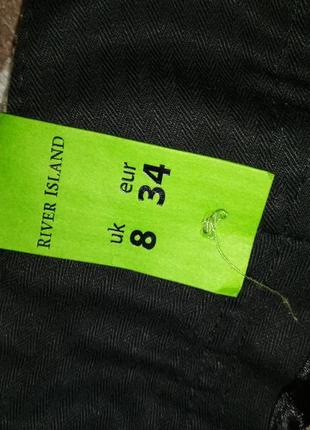 RIVER ISLAND
eur 34
uk 8